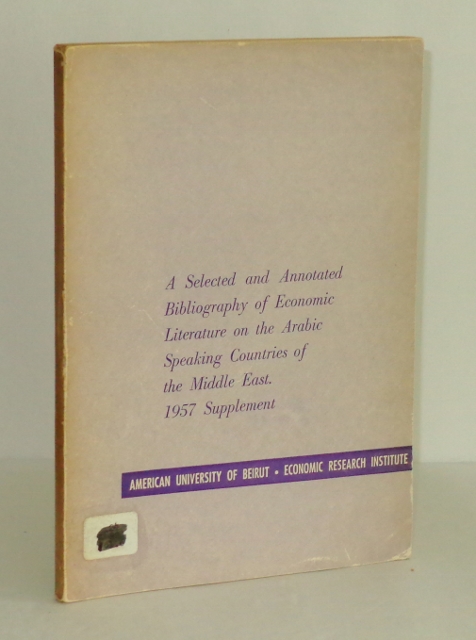 A Selected and Annotated
Bibliography of Economic
Literature on the Arabic
Speaking Countries of
the Middle East.
1957 Supplement
AMERICAN UNIVERSITY OF BEIRUT • ECONOMIC RESEARCH INSTITUTE